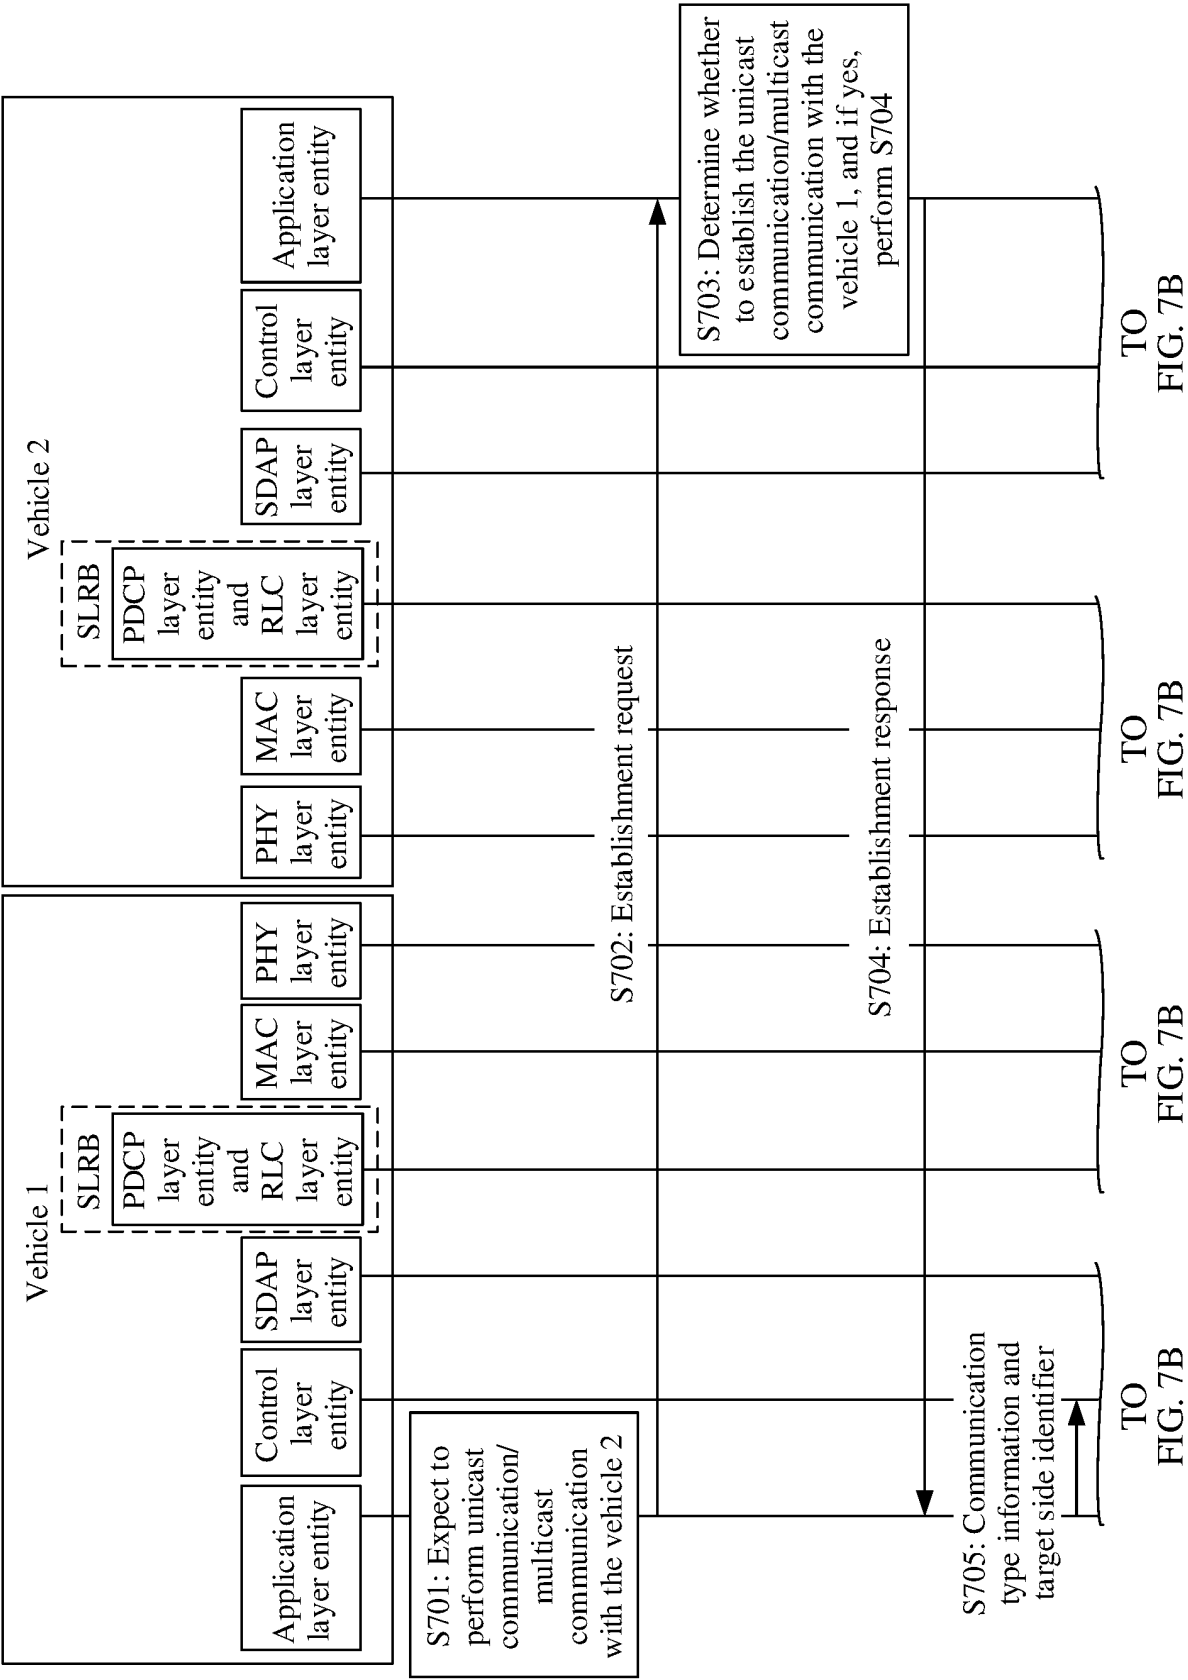 Vehicle 1
Application
layer entity
Control
layer
entity
SDAP
layer
entity
SLRB
PDCP
layer
entity
and
RLC
layer
entity
MAC
layer
entity
PHY
layer
entity
Vehicle 2
PHY
layer
entity
MAC
layer
entity
SLRB
PDCP
layer
entity
and
RLC
layer
entity
SDAP
layer
entity
Control
layer
entity
Application
layer entity
S701: Expect to
perform unicast
communication/
multicast
communication
with the vehicle 2
S702: Establishment request
S703: Determine whether
to establish the unicast
communication/multicast
communication with the
vehicle 1, and if yes,
perform S704
S704: Establishment response
S705: Communication
type information and
target side identifier
TO
FIG. 7B
TO
FIG. 7B
TO
FIG. 7B
TO
FIG. 7B